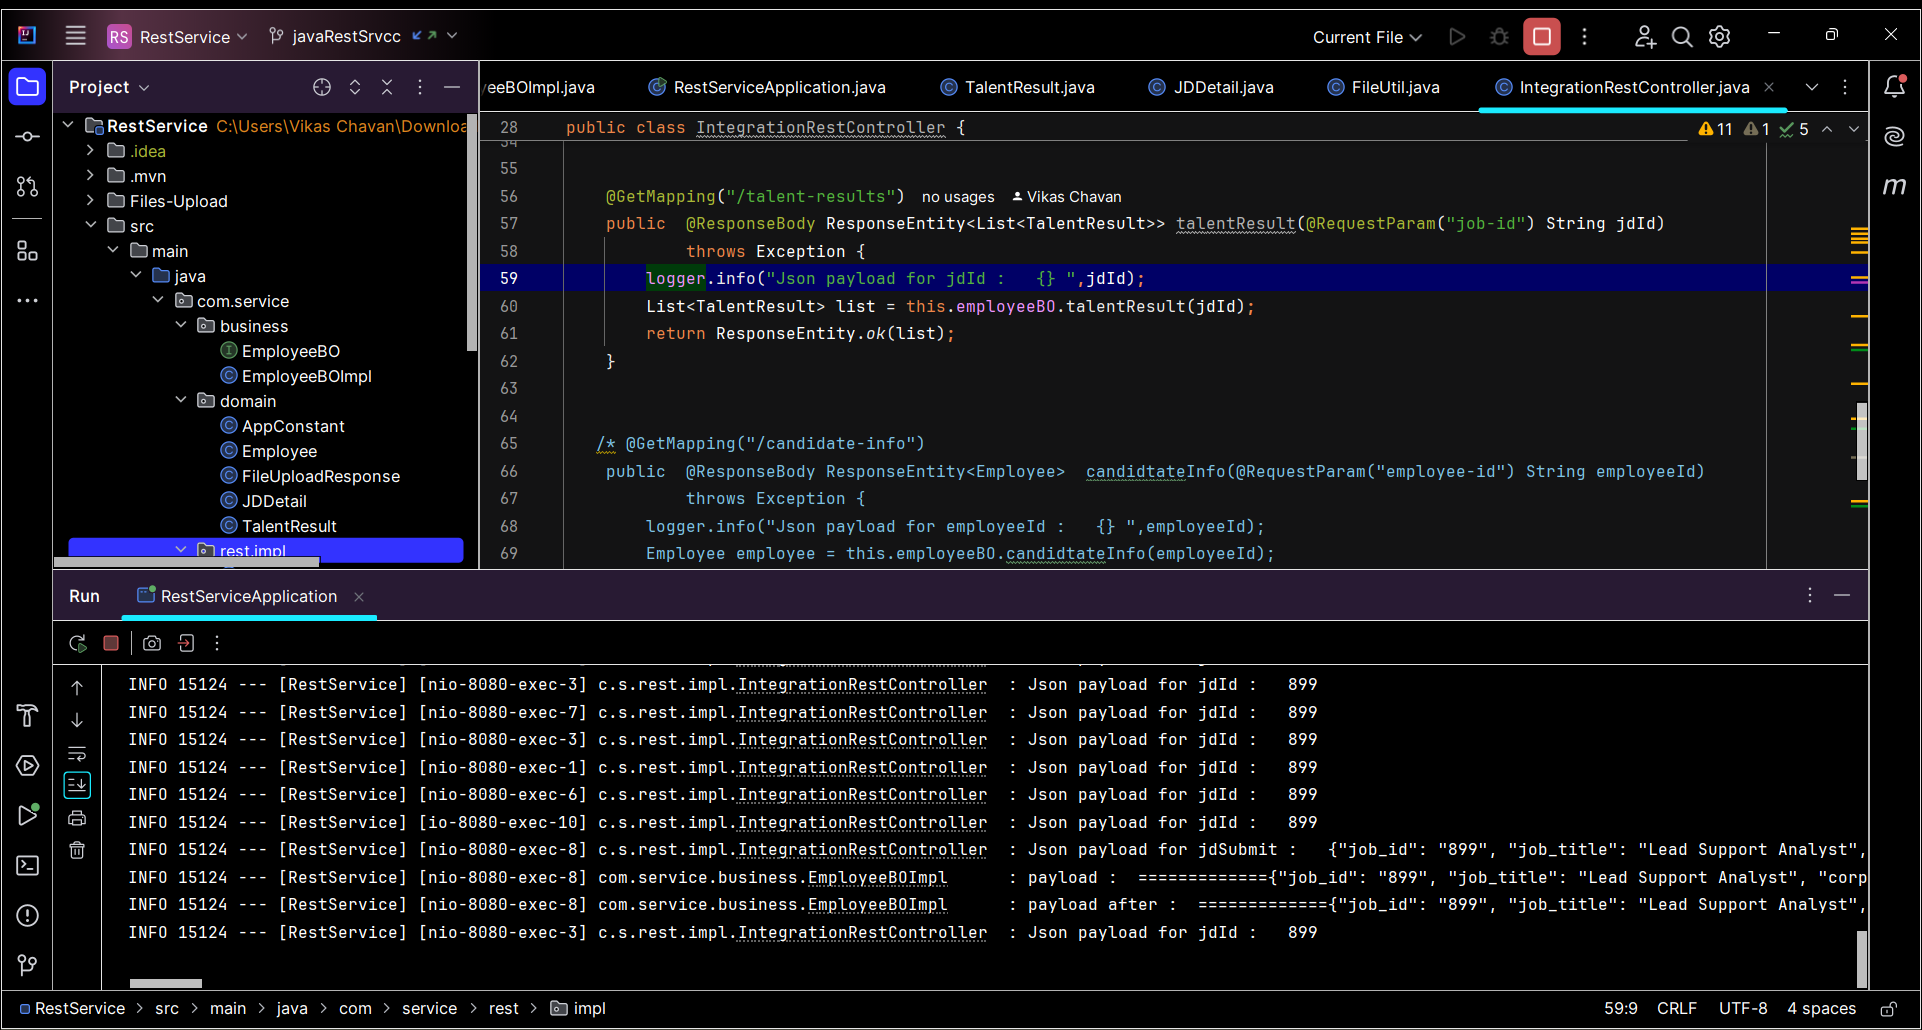 RS RestService javaRestSrvcc Current File
Project
RestService C:\Users\Vikas Chavan\Downloa
.idea
.mvn
Files-Upload
src
main
java
com.service
business
EmployeeBO
EmployeeBOImpl
domain
AppConstant
Employee
FileUploadResponse
JDDetail
TalentResult
rest.impl
eeBOImpl.java RestServiceApplication.java TalentResult.java JDDetail.java FileUtil.java IntegrationRestController.java
28 public class IntegrationRestController { 11 1 5
54
55
56 @GetMapping("/talent-results") no usages Vikas Chavan
57 public @ResponseBody ResponseEntity<List<TalentResult>> talentResult(@RequestParam("job-id") String jdId)
58 throws Exception {
59 logger.info("Json payload for jdId :   {} ",jdId);
60 List<TalentResult> list = this.employeeBO.talentResult(jdId);
61 return ResponseEntity.ok(list);
62 }
63
64
65 /* @GetMapping("/candidate-info")
66 public @ResponseBody ResponseEntity<Employee> candidtateInfo(@RequestParam("employee-id") String employeeId)
67 throws Exception {
68 logger.info("Json payload for employeeId :   {} ",employeeId);
69 Employee employee = this.employeeBO.candidtateInfo(employeeId);
Run RestServiceApplication
INFO 15124 --- [RestService] [nio-8080-exec-3] c.s.rest.impl.IntegrationRestController : Json payload for jdId : 899
INFO 15124 --- [RestService] [nio-8080-exec-7] c.s.rest.impl.IntegrationRestController : Json payload for jdId : 899
INFO 15124 --- [RestService] [nio-8080-exec-3] c.s.rest.impl.IntegrationRestController : Json payload for jdId : 899
INFO 15124 --- [RestService] [nio-8080-exec-1] c.s.rest.impl.IntegrationRestController : Json payload for jdId : 899
INFO 15124 --- [RestService] [nio-8080-exec-6] c.s.rest.impl.IntegrationRestController : Json payload for jdId : 899
INFO 15124 --- [RestService] [io-8080-exec-10] c.s.rest.impl.IntegrationRestController : Json payload for jdId : 899
INFO 15124 --- [RestService] [nio-8080-exec-8] c.s.rest.impl.IntegrationRestController : Json payload for jdSubmit : {"job_id": "899", "job_title": "Lead Support Analyst",
INFO 15124 --- [RestService] [nio-8080-exec-8] com.service.business.EmployeeBOImpl : payload : ============={"job_id": "899", "job_title": "Lead Support Analyst", "corp
INFO 15124 --- [RestService] [nio-8080-exec-8] com.service.business.EmployeeBOImpl : payload after : ============={"job_id": "899", "job_title": "Lead Support Analyst",
INFO 15124 --- [RestService] [nio-8080-exec-3] c.s.rest.impl.IntegrationRestController : Json payload for jdId : 899
RestService > src > main > java > com > service > rest > impl 59:9 CRLF UTF-8 4 spaces